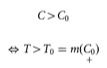 C > C₀
⇔ T > T₀ = m(C₀)
+